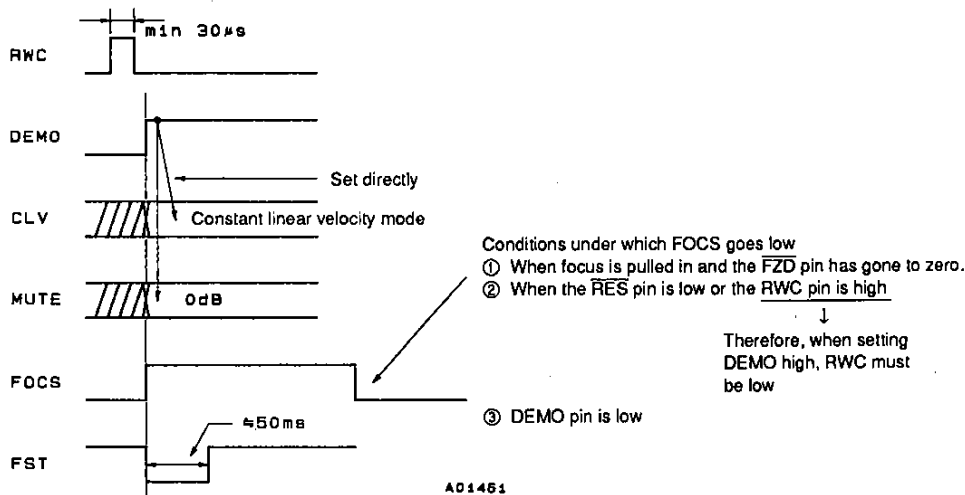 min 30μs
RWC
DEMO
Set directly
CLV
Constant linear velocity mode
MUTE
0dB
Conditions under which FOCS goes low
① When focus is pulled in and the F̅Z̅D̅ pin has gone to zero.
② When the R̅E̅S̅ pin is low or the RWC pin is high
↓
Therefore, when setting
DEMO high, RWC must
be low
FOCS
③ DEMO pin is low
≒50ms
FST
A01461